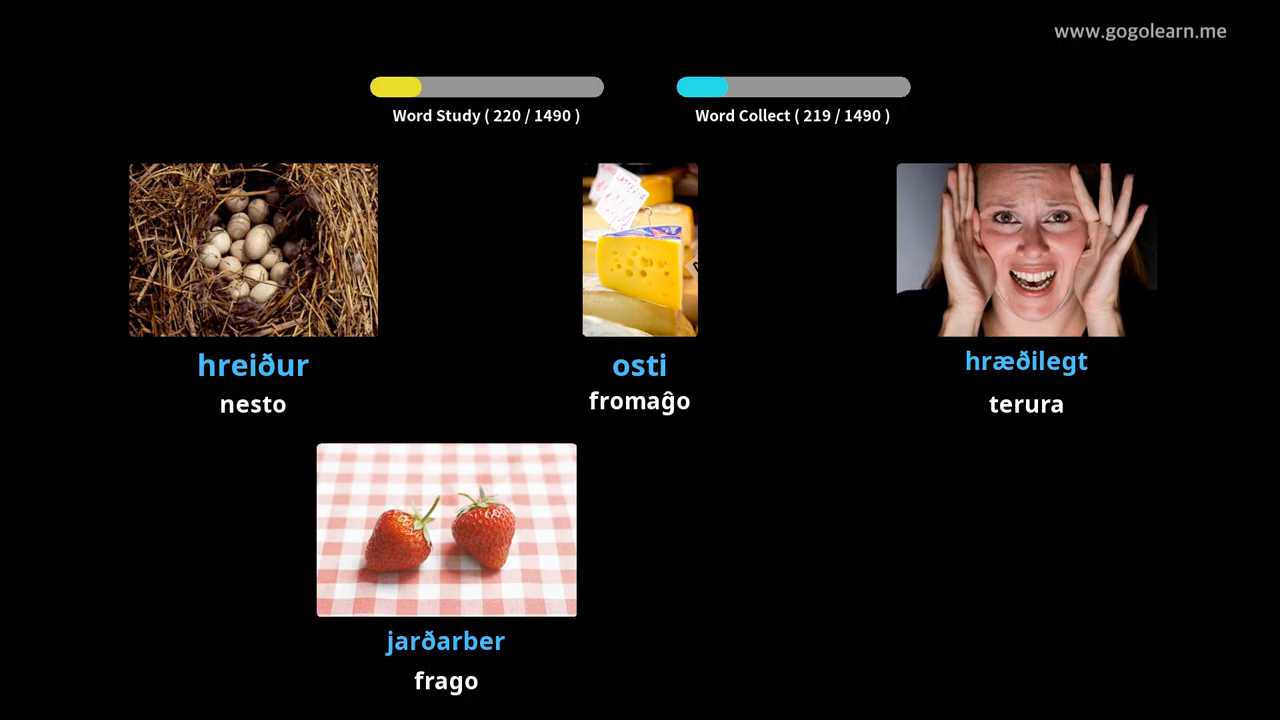 www.gogolearn.me
Word Study ( 220 / 1490 )
Word Collect ( 219 / 1490 )
hreiður
nesto
osti
fromaĝo
hræðilegt
terura
jarðarber
frago